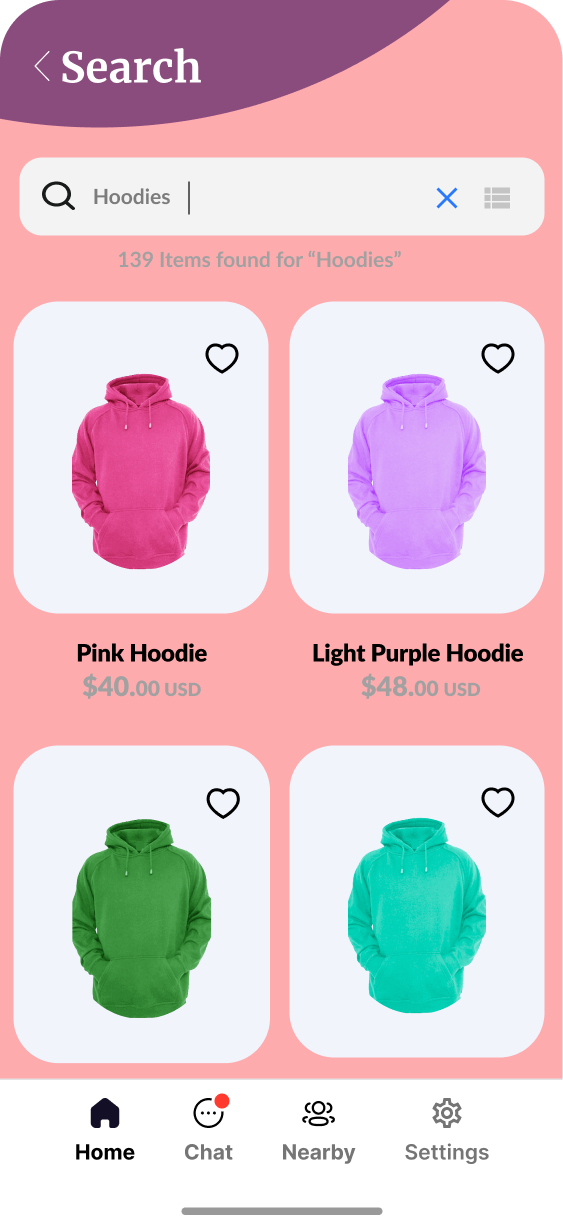 Search
Hoodies
139 Items found for “Hoodies”
Pink Hoodie Light Purple Hoodie
$40.00 USD $48.00 USD
Home Chat Nearby Settings